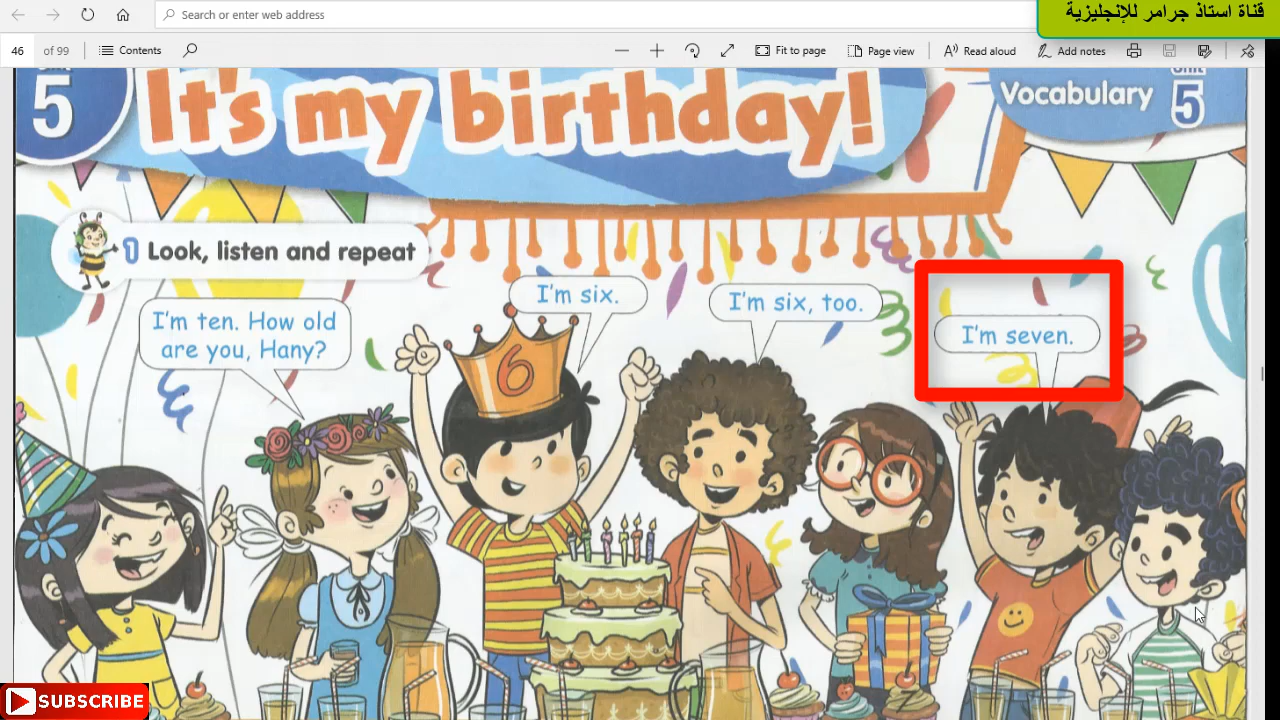 Search or enter web address
قناة استاذ جرامر للإنجليزية
46 of 99
Contents
Fit to page
Page view
Read aloud
Add notes
5
It's my birthday!
Vocabulary
Unit
5
1 Look, listen and repeat
I'm ten. How old
are you, Hany?
I'm six.
I'm six, too.
I'm seven.
6
SUBSCRIBE